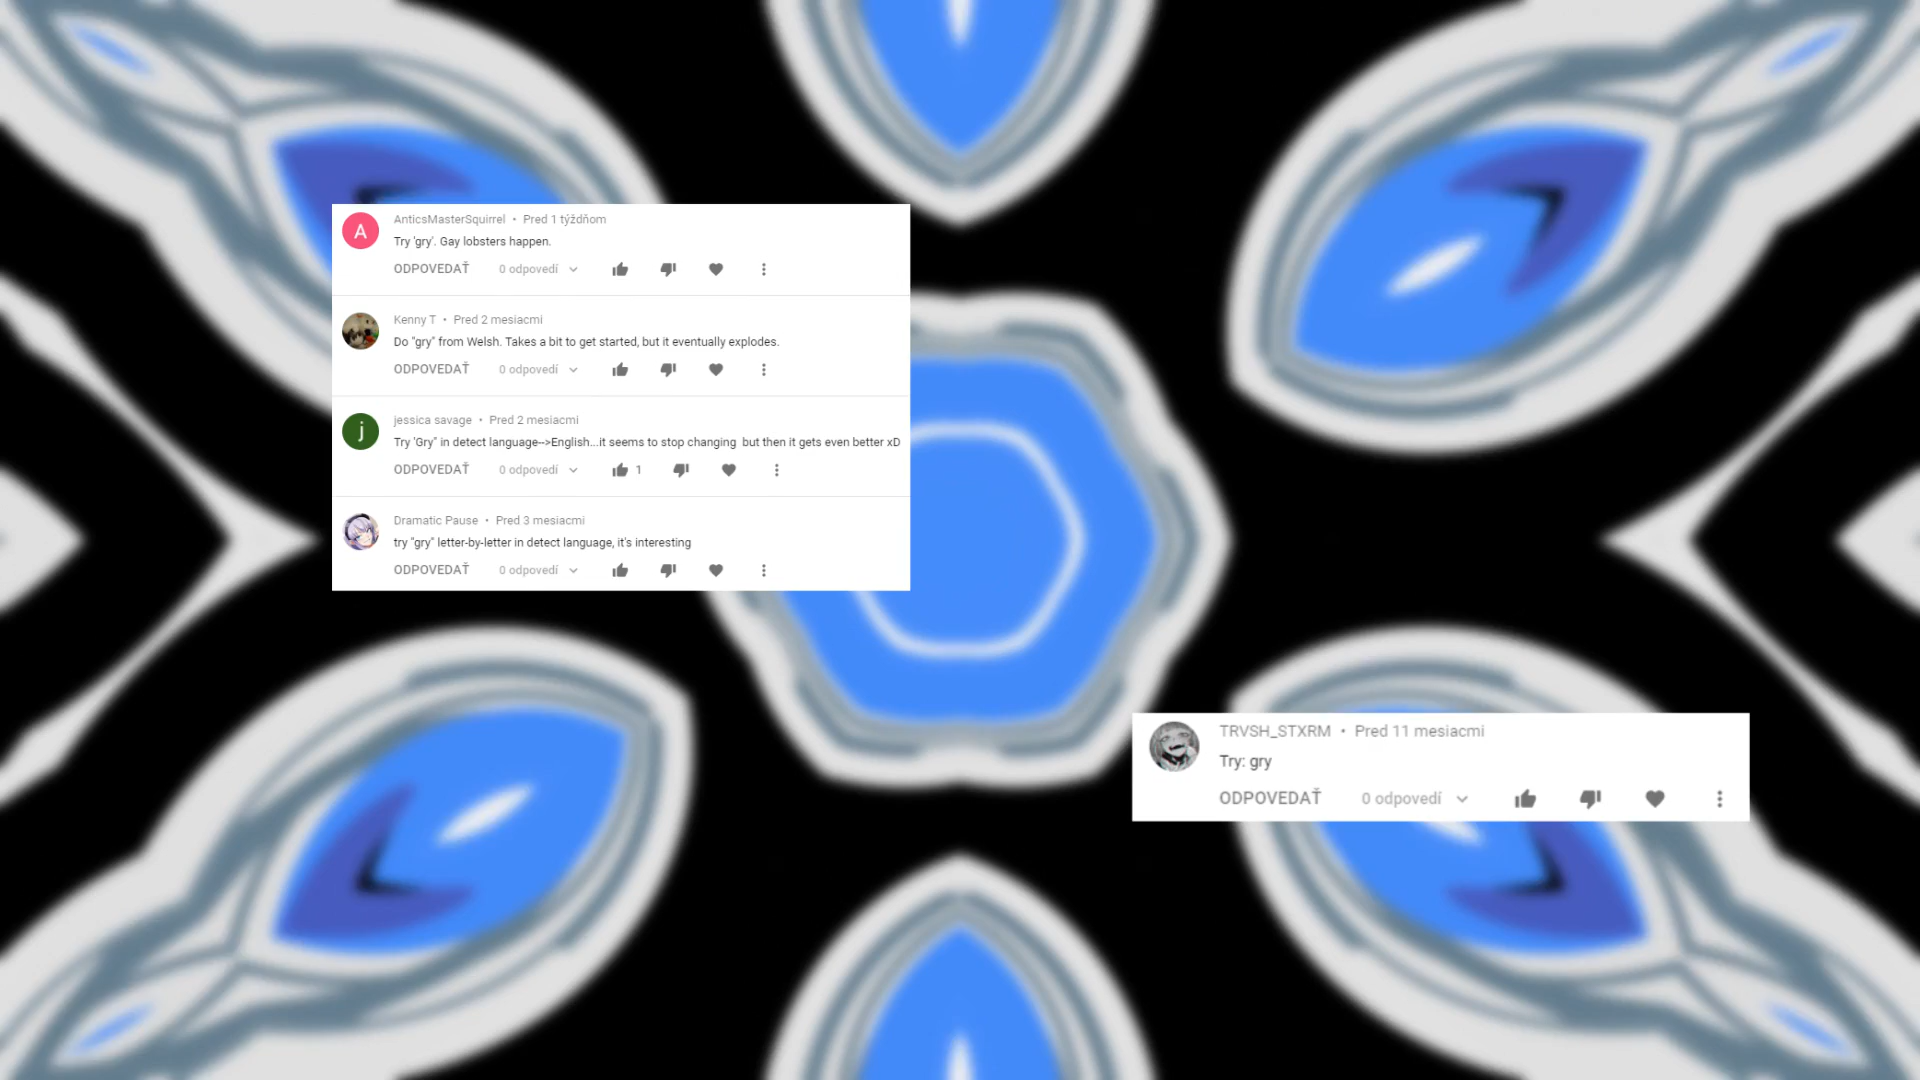 A
AnticsMasterSquirrel • Pred 1 týždňom
Try 'gry'. Gay lobsters happen.
ODPOVEDAŤ 0 odpovedí
Kenny T • Pred 2 mesiacmi
Do "gry" from Welsh. Takes a bit to get started, but it eventually explodes.
ODPOVEDAŤ 0 odpovedí
j
jessica savage • Pred 2 mesiacmi
Try 'Gry" in detect language-->English...it seems to stop changing but then it gets even better xD
ODPOVEDAŤ 0 odpovedí 1
Dramatic Pause • Pred 3 mesiacmi
try "gry" letter-by-letter in detect language, it's interesting
ODPOVEDAŤ 0 odpovedí
TRVSH_STXRM • Pred 11 mesiacmi
Try: gry
ODPOVEDAŤ 0 odpovedí